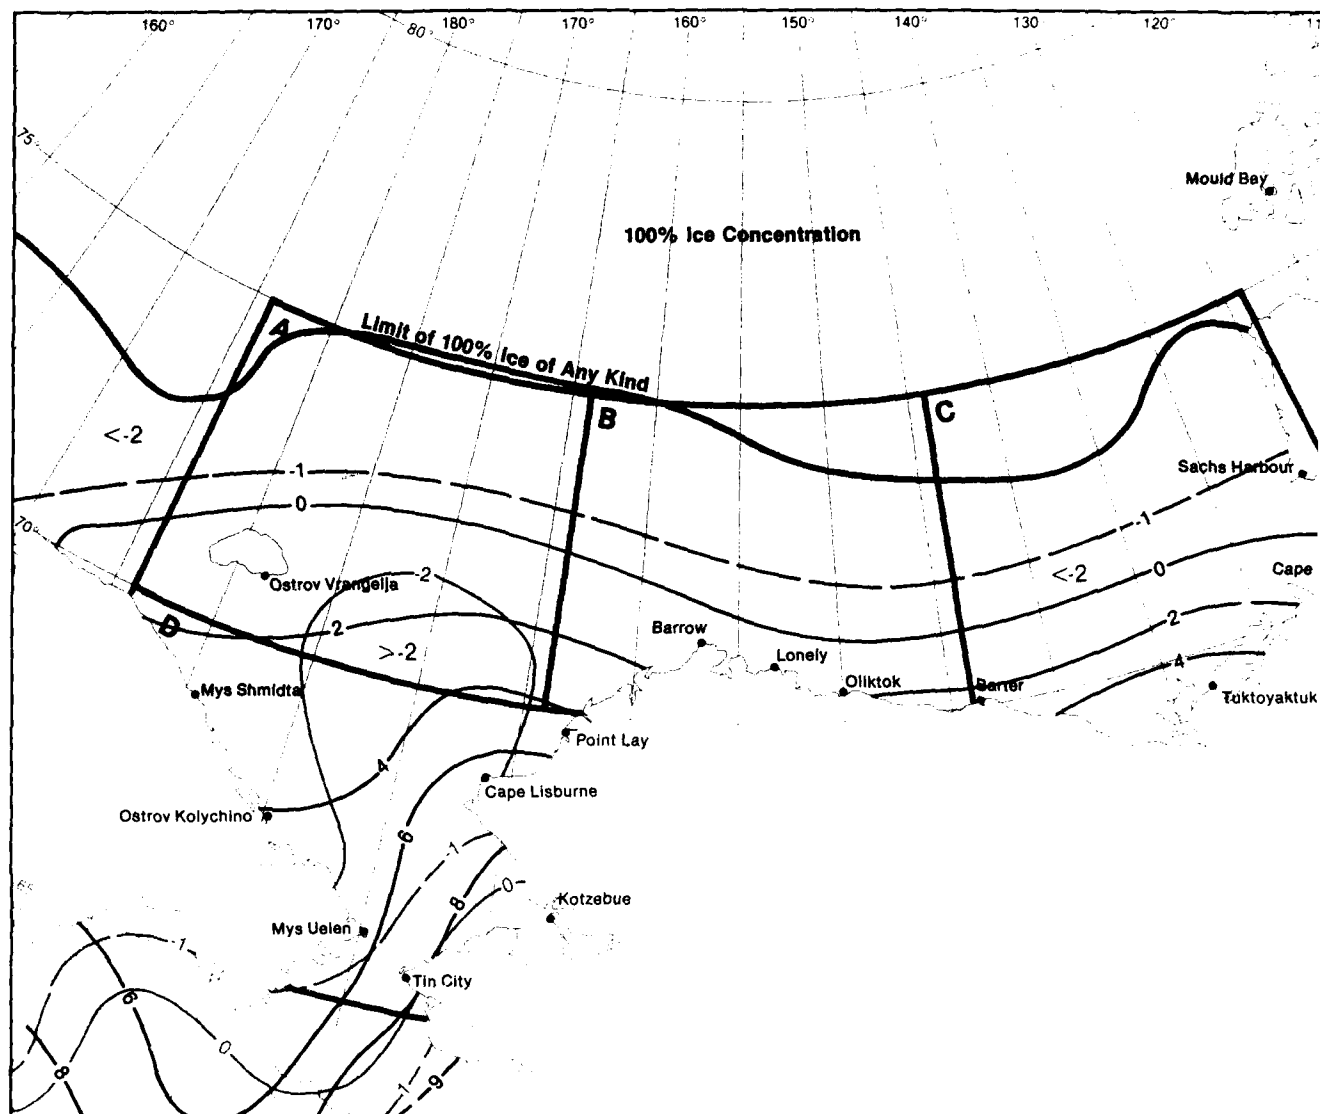 160° 170° 180° 170° 160° 150° 140° 130° 120° 11
80°
75°
Mould Bay
100% Ice Concentration
A
Limit of 100% Ice of Any Kind
B
C
<-2
-1
Sachs Harbour
0
-1
70°
<-2
0
Cape
Ostrov Vrangelja
-2
2
D
>-2
Barrow
Lonely
2
4
Mys Shmidta
Oliktok
Barter
Tuktoyaktuk
Point Lay
4
Cape Lisburne
Ostrov Kolychino
6
-1
0
65
8
Kotzebue
Mys Uelen
-1
Tin City
6
0
8
-1
6